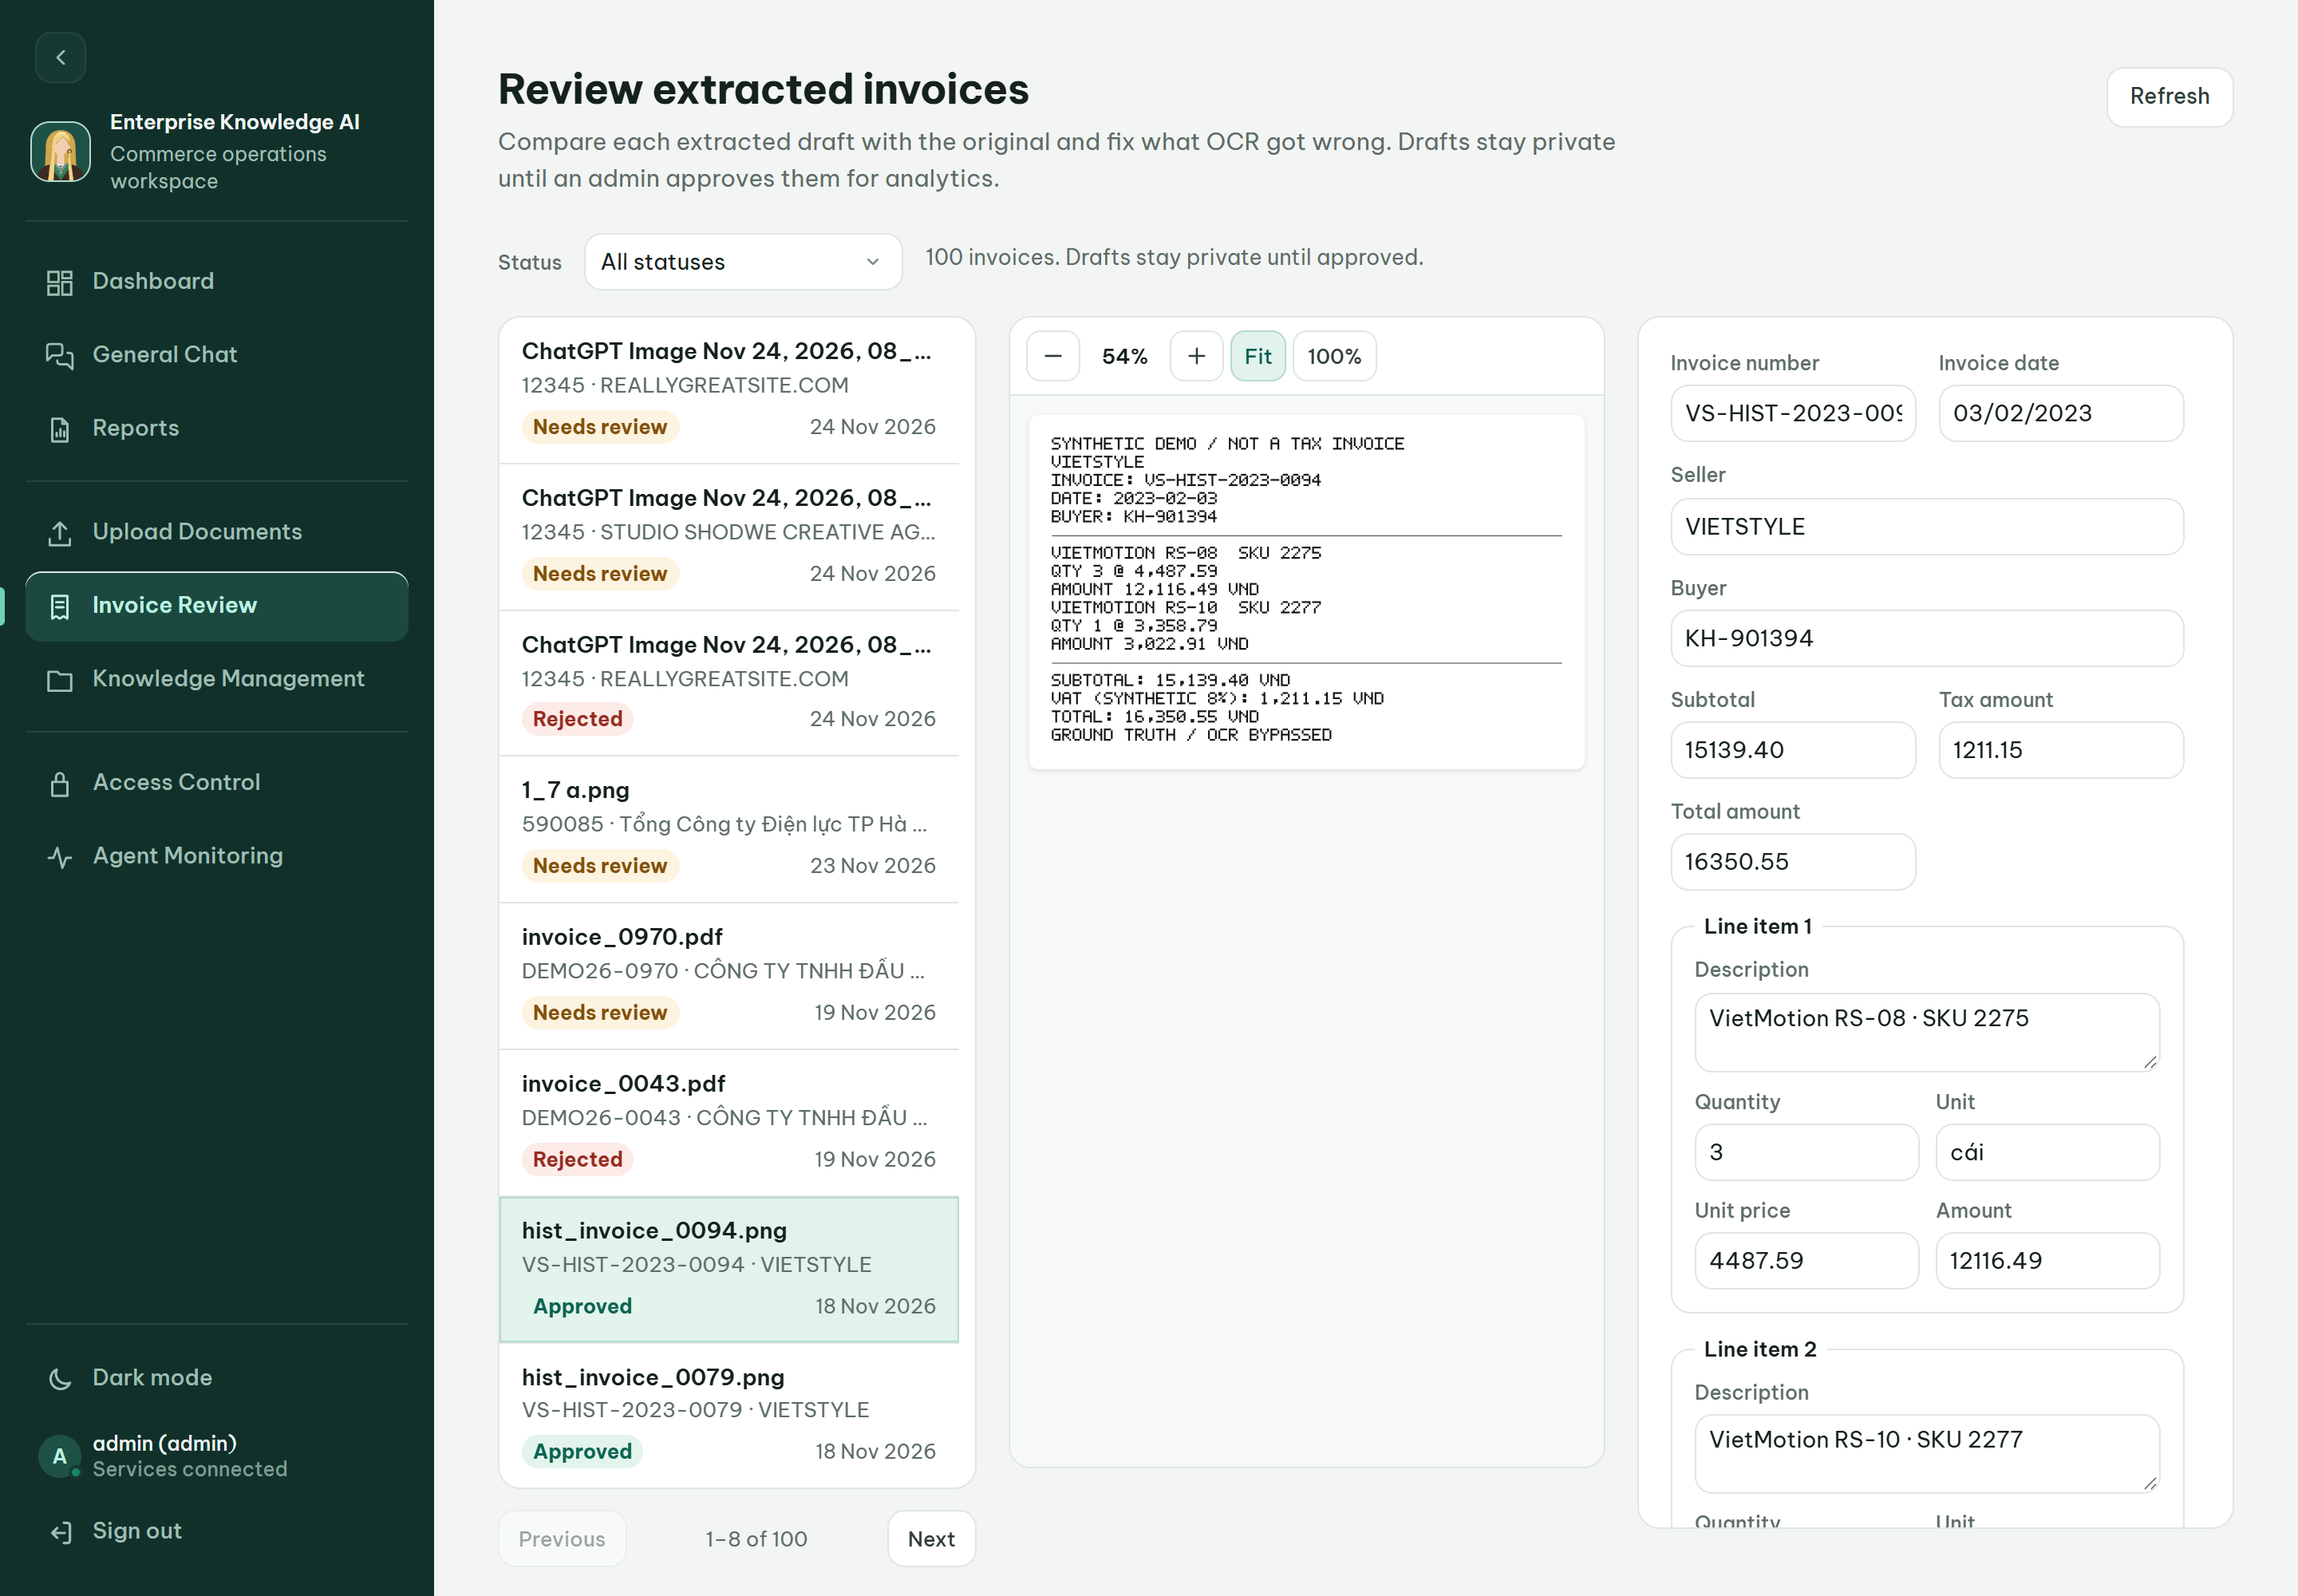 Enterprise Knowledge AI
Commerce operations
workspace
Dashboard
General Chat
Reports
Upload Documents
Invoice Review
Knowledge Management
Access Control
Agent Monitoring
Dark mode
A
admin (admin)
Services connected
Sign out
Review extracted invoices
Refresh
Compare each extracted draft with the original and fix what OCR got wrong. Drafts stay private
until an admin approves them for analytics.
Status
All statuses
100 invoices. Drafts stay private until approved.
ChatGPT Image Nov 24, 2026, 08_...
12345 · REALLYGREATSITE.COM
Needs review 24 Nov 2026
ChatGPT Image Nov 24, 2026, 08_...
12345 · STUDIO SHODWE CREATIVE AG...
Needs review 24 Nov 2026
ChatGPT Image Nov 24, 2026, 08_...
12345 · REALLYGREATSITE.COM
Rejected 24 Nov 2026
1_7 a.png
590085 · Tổng Công ty Điện lực TP Hà ...
Needs review 23 Nov 2026
invoice_0970.pdf
DEMO26-0970 · CÔNG TY TNHH ĐẦU ...
Needs review 19 Nov 2026
invoice_0043.pdf
DEMO26-0043 · CÔNG TY TNHH ĐẦU ...
Rejected 19 Nov 2026
hist_invoice_0094.png
VS-HIST-2023-0094 · VIETSTYLE
Approved 18 Nov 2026
hist_invoice_0079.png
VS-HIST-2023-0079 · VIETSTYLE
Approved 18 Nov 2026
Previous 1–8 of 100 Next
− 54% + Fit 100%
SYNTHETIC DEMO / NOT A TAX INVOICE
VIETSTYLE
INVOICE: VS-HIST-2023-0094
DATE: 2023-02-03
BUYER: KH-901394
VIETMOTION RS-08 SKU 2275
QTY 3 @ 4,487.59
AMOUNT 12,116.49 VND
VIETMOTION RS-10 SKU 2277
QTY 1 @ 3,358.79
AMOUNT 3,022.91 VND
SUBTOTAL: 15,139.40 VND
VAT (SYNTHETIC 8%): 1,211.15 VND
TOTAL: 16,350.55 VND
GROUND TRUTH / OCR BYPASSED
Invoice number Invoice date
VS-HIST-2023-009 03/02/2023
Seller
VIETSTYLE
Buyer
KH-901394
Subtotal Tax amount
15139.40 1211.15
Total amount
16350.55
Line item 1
Description
VietMotion RS-08 · SKU 2275
Quantity Unit
3 cái
Unit price Amount
4487.59 12116.49
Line item 2
Description
VietMotion RS-10 · SKU 2277
Quantity Unit